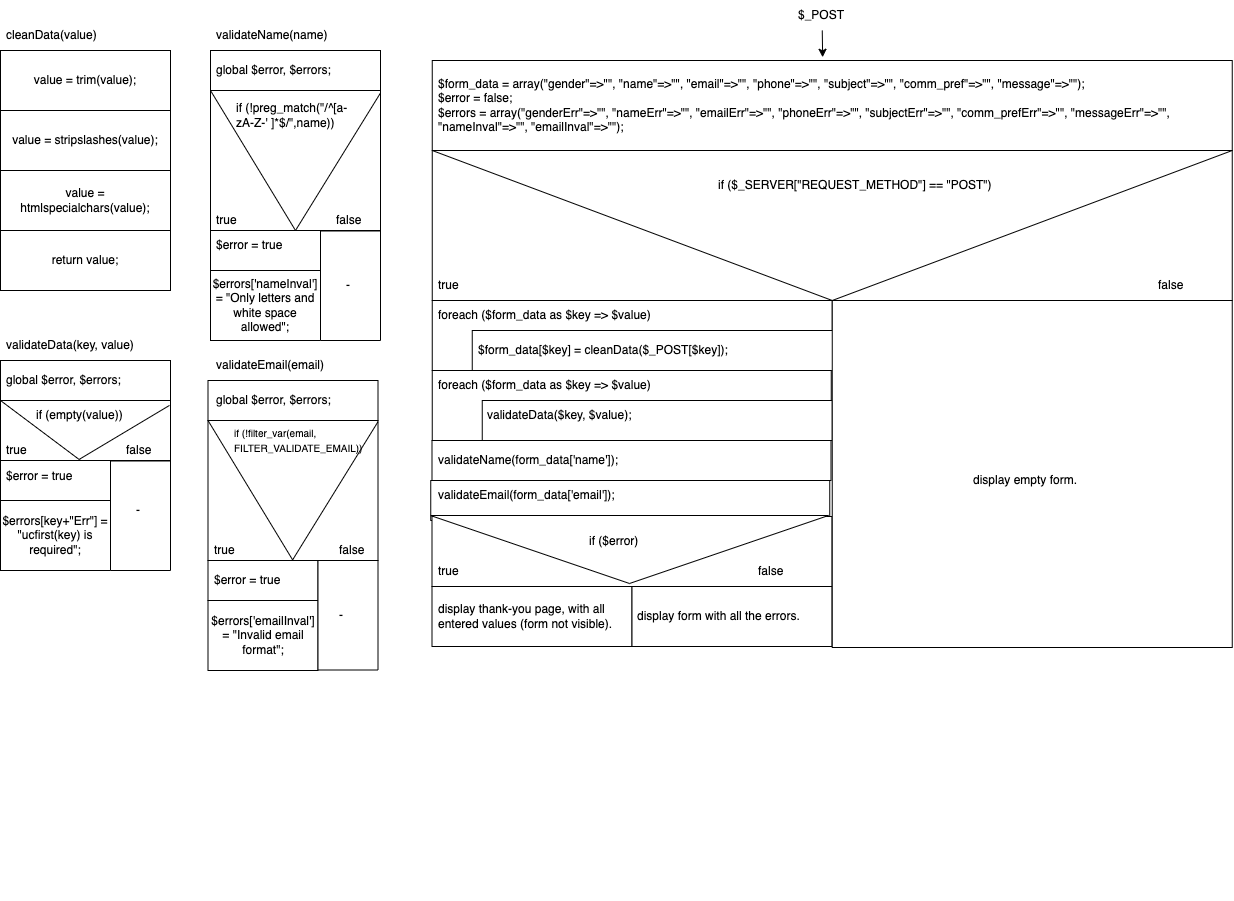 cleanData(value)
value = trim(value);
value = stripslashes(value);
value =
htmlspecialchars(value);
return value;
validateData(key, value)
global $error, $errors;
if (empty(value))
true
false
$error = true
$errors[key+"Err"] =
"ucfirst(key) is
required";
-
validateName(name)
global $error, $errors;
if (!preg_match("/^[a-
zA-Z-' ]*$/",name))
true
false
$error = true
$errors['nameInval']
= "Only letters and
white space
allowed";
-
validateEmail(email)
global $error, $errors;
if (!filter_var(email,
FILTER_VALIDATE_EMAIL))
true
false
$error = true
$errors['emailInval']
= "Invalid email
format";
-
$_POST
$form_data = array("gender"=>"", "name"=>"", "email"=>"", "phone"=>"", "subject"=>"", "comm_pref"=>"", "message"=>"");
$error = false;
$errors = array("genderErr"=>"", "nameErr"=>"", "emailErr"=>"", "phoneErr"=>"", "subjectErr"=>"", "comm_prefErr"=>"", "messageErr"=>"",
"nameInval"=>"", "emailInval"=>"");
if ($_SERVER["REQUEST_METHOD"] == "POST")
true
false
foreach ($form_data as $key => $value)
$form_data[$key] = cleanData($_POST[$key]);
foreach ($form_data as $key => $value)
validateData($key, $value);
validateName(form_data['name']);
validateEmail(form_data['email']);
if ($error)
true
false
display thank-you page, with all
entered values (form not visible).
display form with all the errors.
display empty form.